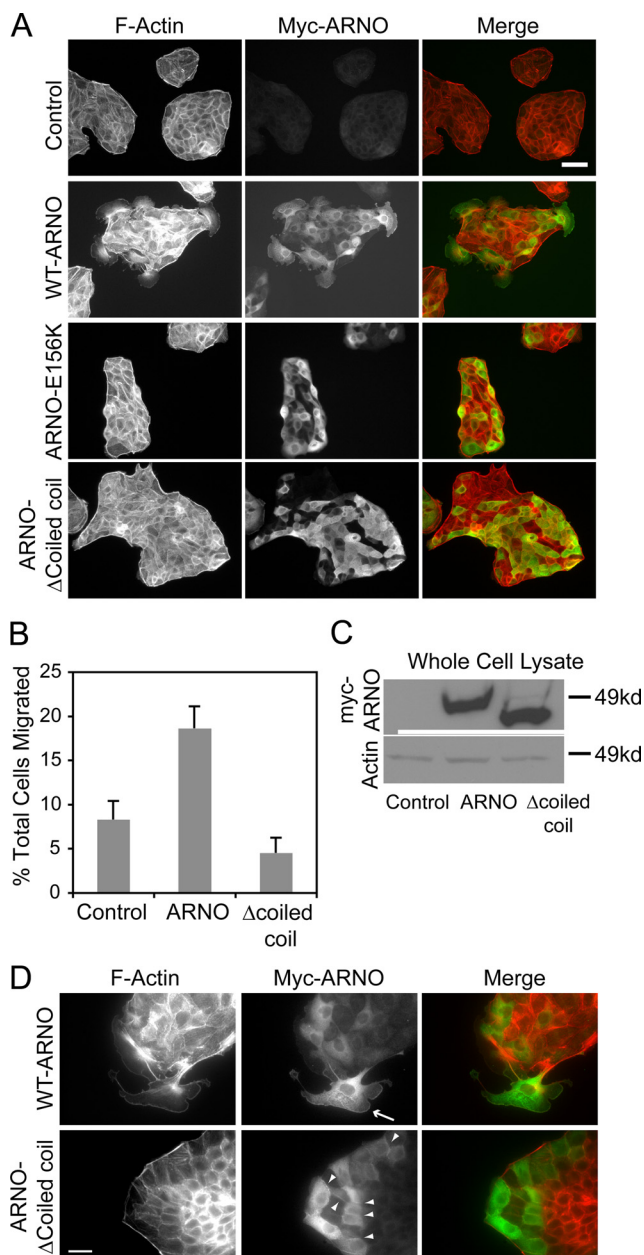 A
F-Actin Myc-ARNO Merge
Control
WT-ARNO
ARNO-E156K
ARNO-
ΔCoiled coil
B
% Total Cells Migrated
25
20
15
10
5
0
Control ARNO Δcoiled
coil
C
Whole Cell Lysate
myc-
ARNO
49kd
Actin
49kd
Control ARNO Δcoiled
coil
D
F-Actin Myc-ARNO Merge
WT-ARNO
ARNO-
ΔCoiled coil